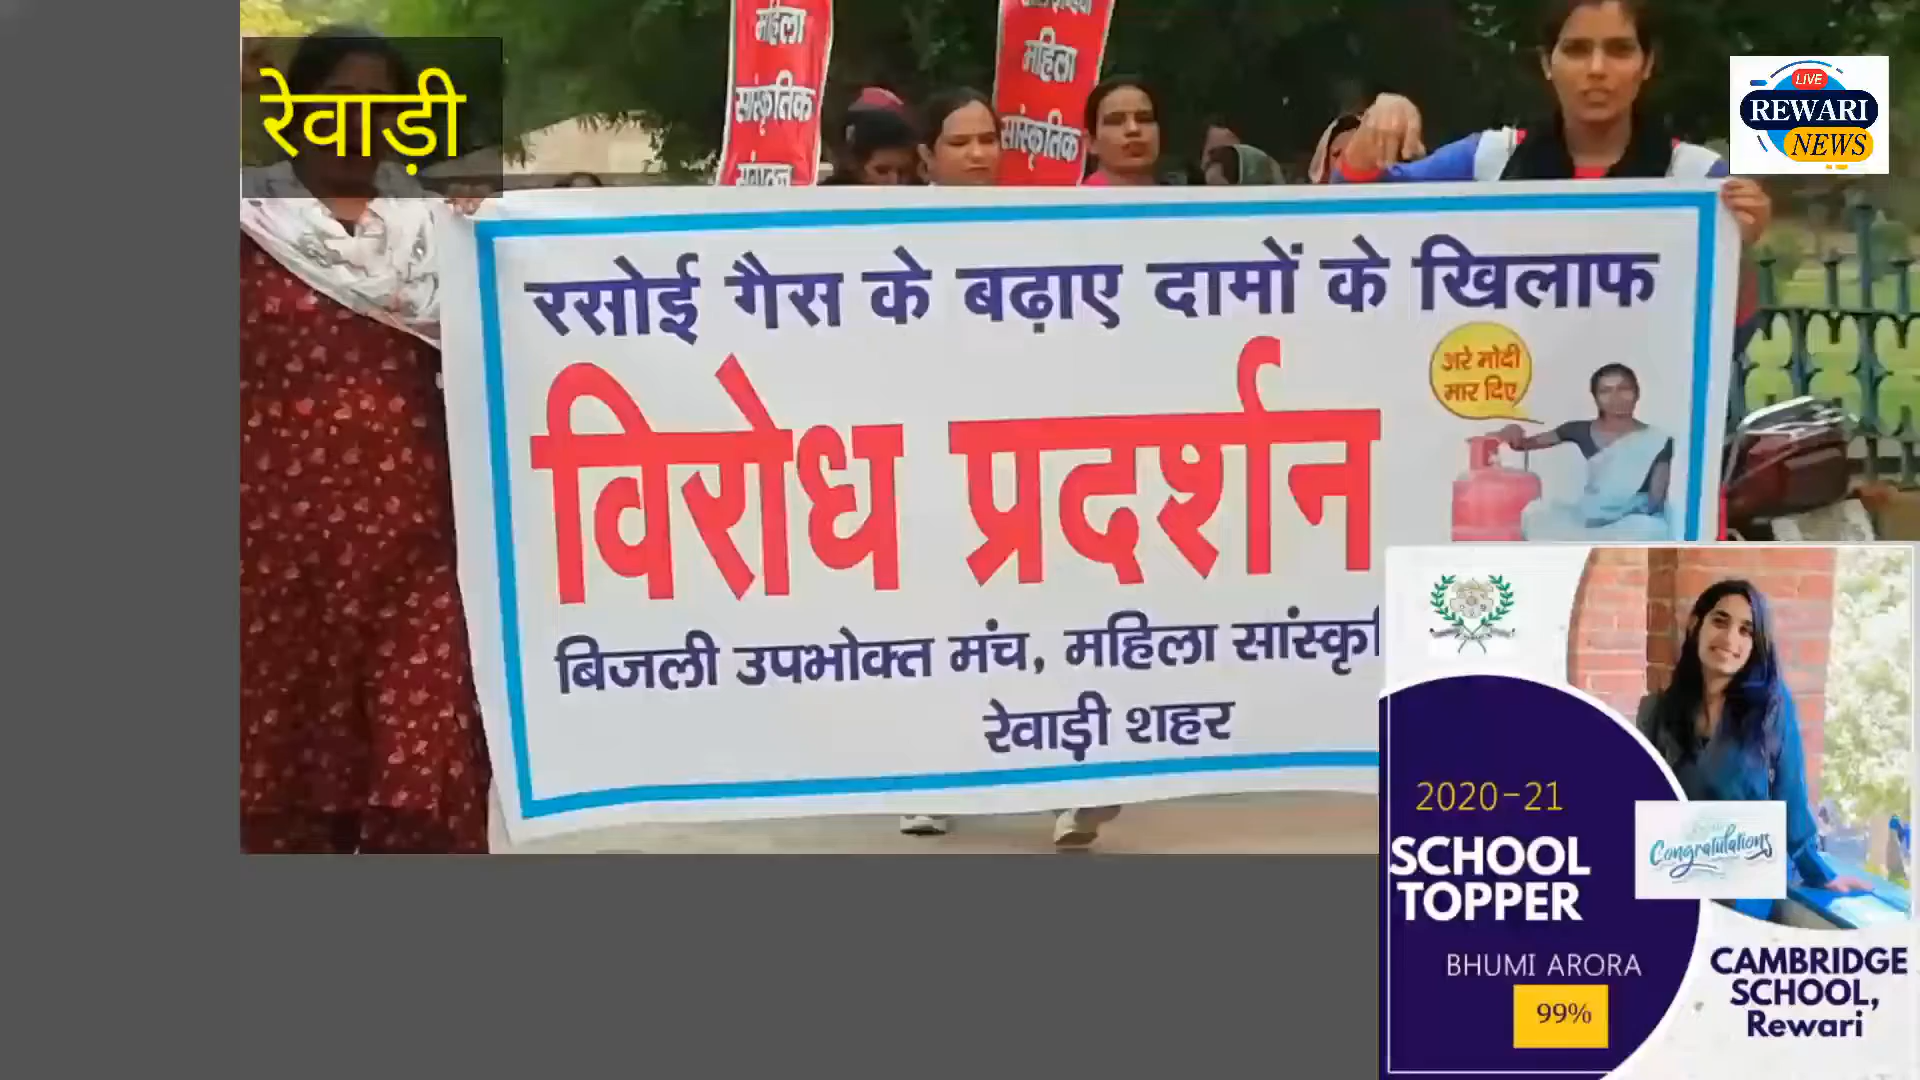 रेवाड़ी
महिला
सांस्कृतिक
महिला
सांस्कृतिक
LIVE
REWARI
NEWS
रसोई गैस के बढ़ाए दामों के खिलाफ
विरोध प्रदर्शन
अरे मोदी
मार दिए
बिजली उपभोक्त मंच, महिला सांस्कृ
रेवाड़ी शहर
2020-21
SCHOOL
TOPPER
BHUMI ARORA
99%
Congratulations
CAMBRIDGE
SCHOOL,
Rewari